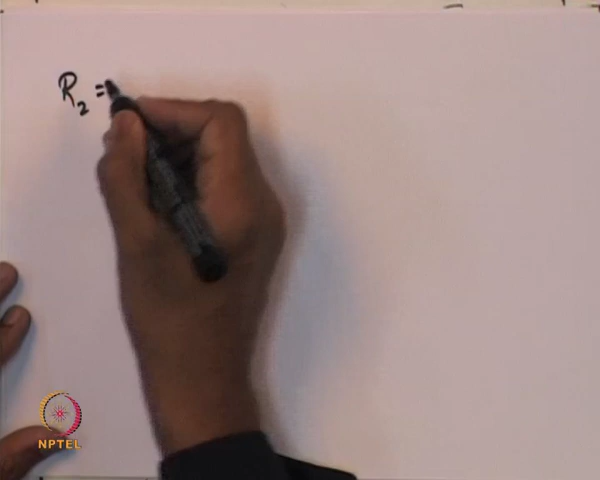 R₂ =
NPTEL